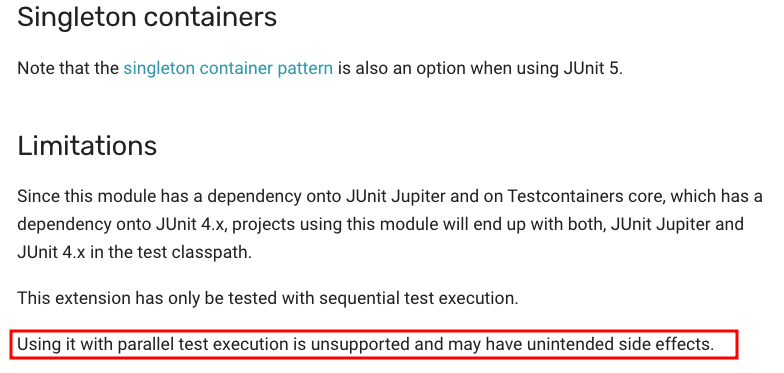 Singleton containers
Note that the singleton container pattern is also an option when using JUnit 5.
Limitations
Since this module has a dependency onto JUnit Jupiter and on Testcontainers core, which has a
dependency onto JUnit 4.x, projects using this module will end up with both, JUnit Jupiter and
JUnit 4.x in the test classpath.
This extension has only been tested with sequential test execution.
Using it with parallel test execution is unsupported and may have unintended side effects.